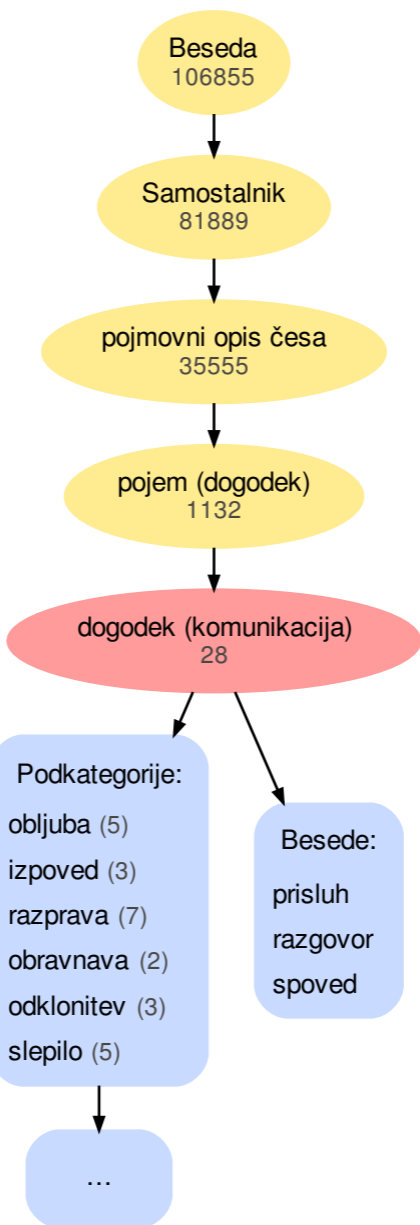 Beseda
106855
Samostalnik
81889
pojmovni opis česa
35555
pojem (dogodek)
1132
dogodek (komunikacija)
28
Podkategorije:
obljuba (5)
izpoved (3)
razprava (7)
obravnava (2)
odklonitev (3)
slepilo (5)
...
Besede:
prisluh
razgovor
spoved